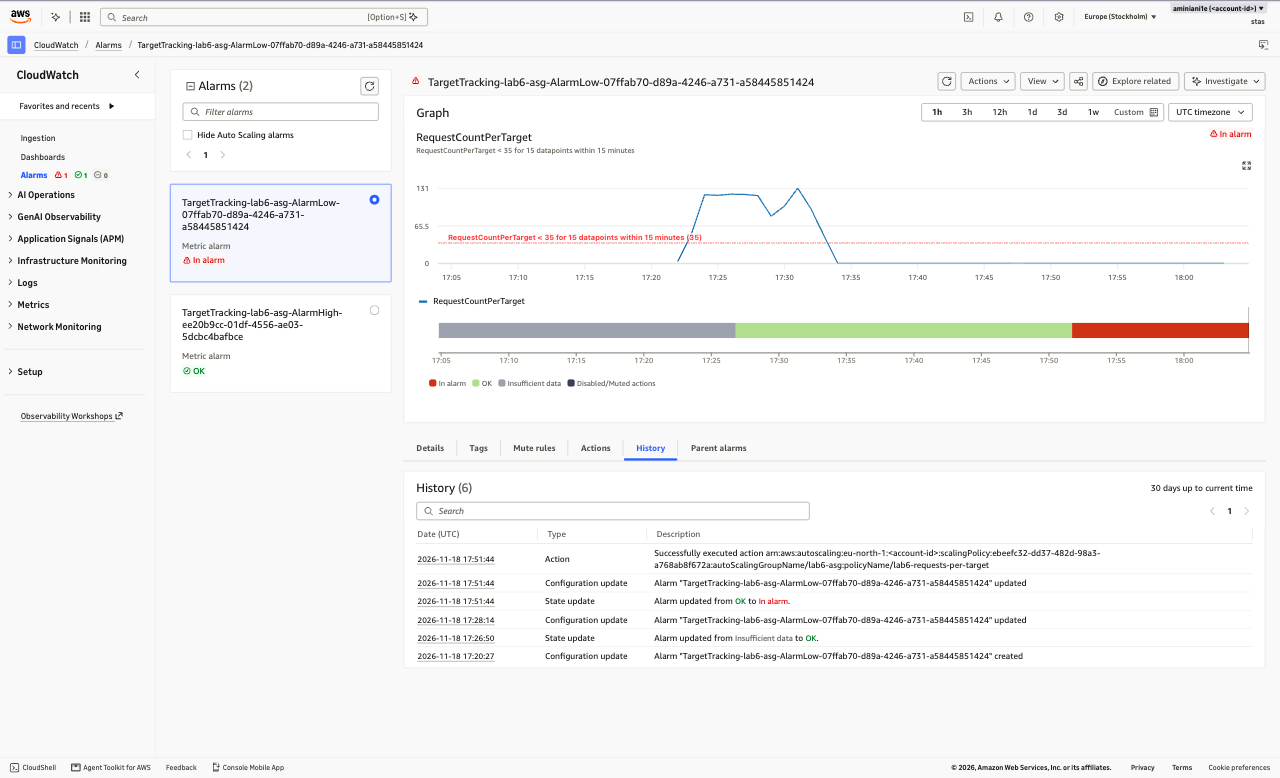 aws
Search
[Option+S]
Europe (Stockholm) ▼
aminiani1e (<account-id>) ▼
stas
CloudWatch / Alarms / TargetTracking-lab6-asg-AlarmLow-07ffab70-d89a-4246-a731-a58445851424
CloudWatch
Favorites and recents
Ingestion
Dashboards
Alarms 1 1 0
AI Operations
GenAI Observability
Application Signals (APM)
Infrastructure Monitoring
Logs
Metrics
Network Monitoring
Setup
Observability Workshops
Alarms (2)
Filter alarms
Hide Auto Scaling alarms
1
TargetTracking-lab6-asg-AlarmLow-
07ffab70-d89a-4246-a731-
a58445851424
Metric alarm
In alarm
TargetTracking-lab6-asg-AlarmHigh-
ee20b9cc-01df-4556-ae03-
5dcbc4bafbce
Metric alarm
OK
TargetTracking-lab6-asg-AlarmLow-07ffab70-d89a-4246-a731-a58445851424
Actions
View
Explore related
Investigate
Graph
1h 3h 12h 1d 3d 1w Custom
UTC timezone
RequestCountPerTarget
In alarm
RequestCountPerTarget < 35 for 15 datapoints within 15 minutes
131
65.5
RequestCountPerTarget < 35 for 15 datapoints within 15 minutes (35)
0
17:05 17:10 17:15 17:20 17:25 17:30 17:35 17:40 17:45 17:50 17:55 18:00
RequestCountPerTarget
17:05 17:10 17:15 17:20 17:25 17:30 17:35 17:40 17:45 17:50 17:55 18:00
In alarm OK Insufficient data Disabled/Muted actions
Details Tags Mute rules Actions History Parent alarms
History (6)
30 days up to current time
Search
1
Date (UTC) Type Description
2026-11-18 17:51:44 Action Successfully executed action arn:aws:autoscaling:eu-north-1:<account-id>:scalingPolicy:ebeefc32-dd37-482d-98a3-
a768ab8f672a:autoScalingGroupName/lab6-asg:policyName/lab6-requests-per-target
2026-11-18 17:51:44 Configuration update Alarm "TargetTracking-lab6-asg-AlarmLow-07ffab70-d89a-4246-a731-a58445851424" updated
2026-11-18 17:51:44 State update Alarm updated from OK to In alarm.
2026-11-18 17:28:14 Configuration update Alarm "TargetTracking-lab6-asg-AlarmLow-07ffab70-d89a-4246-a731-a58445851424" updated
2026-11-18 17:26:50 State update Alarm updated from Insufficient data to OK.
2026-11-18 17:20:27 Configuration update Alarm "TargetTracking-lab6-asg-AlarmLow-07ffab70-d89a-4246-a731-a58445851424" created
CloudShell
Agent Toolkit for AWS
Feedback
Console Mobile App
© 2026, Amazon Web Services, Inc. or its affiliates.
Privacy
Terms
Cookie preferences